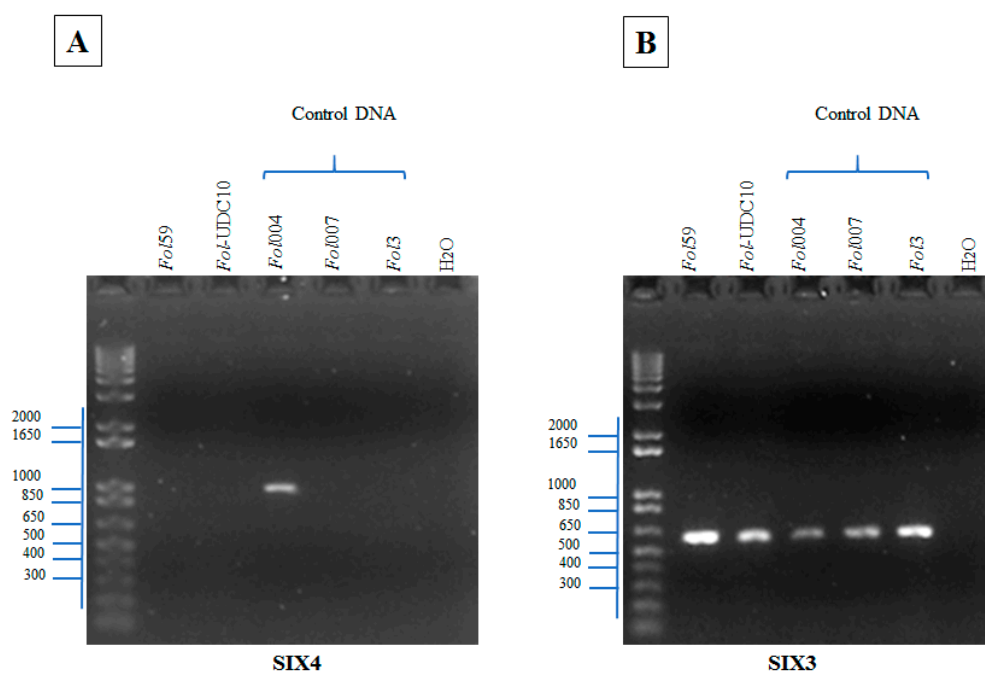 A
Control DNA
Fol59
Fol-UDC10
Fol004
Fol007
Fol3
H2O
2000
1650
1000
850
650
500
400
300
SIX4
B
Control DNA
Fol59
Fol-UDC10
Fol004
Fol007
Fol3
H2O
2000
1650
1000
850
650
500
400
300
SIX3